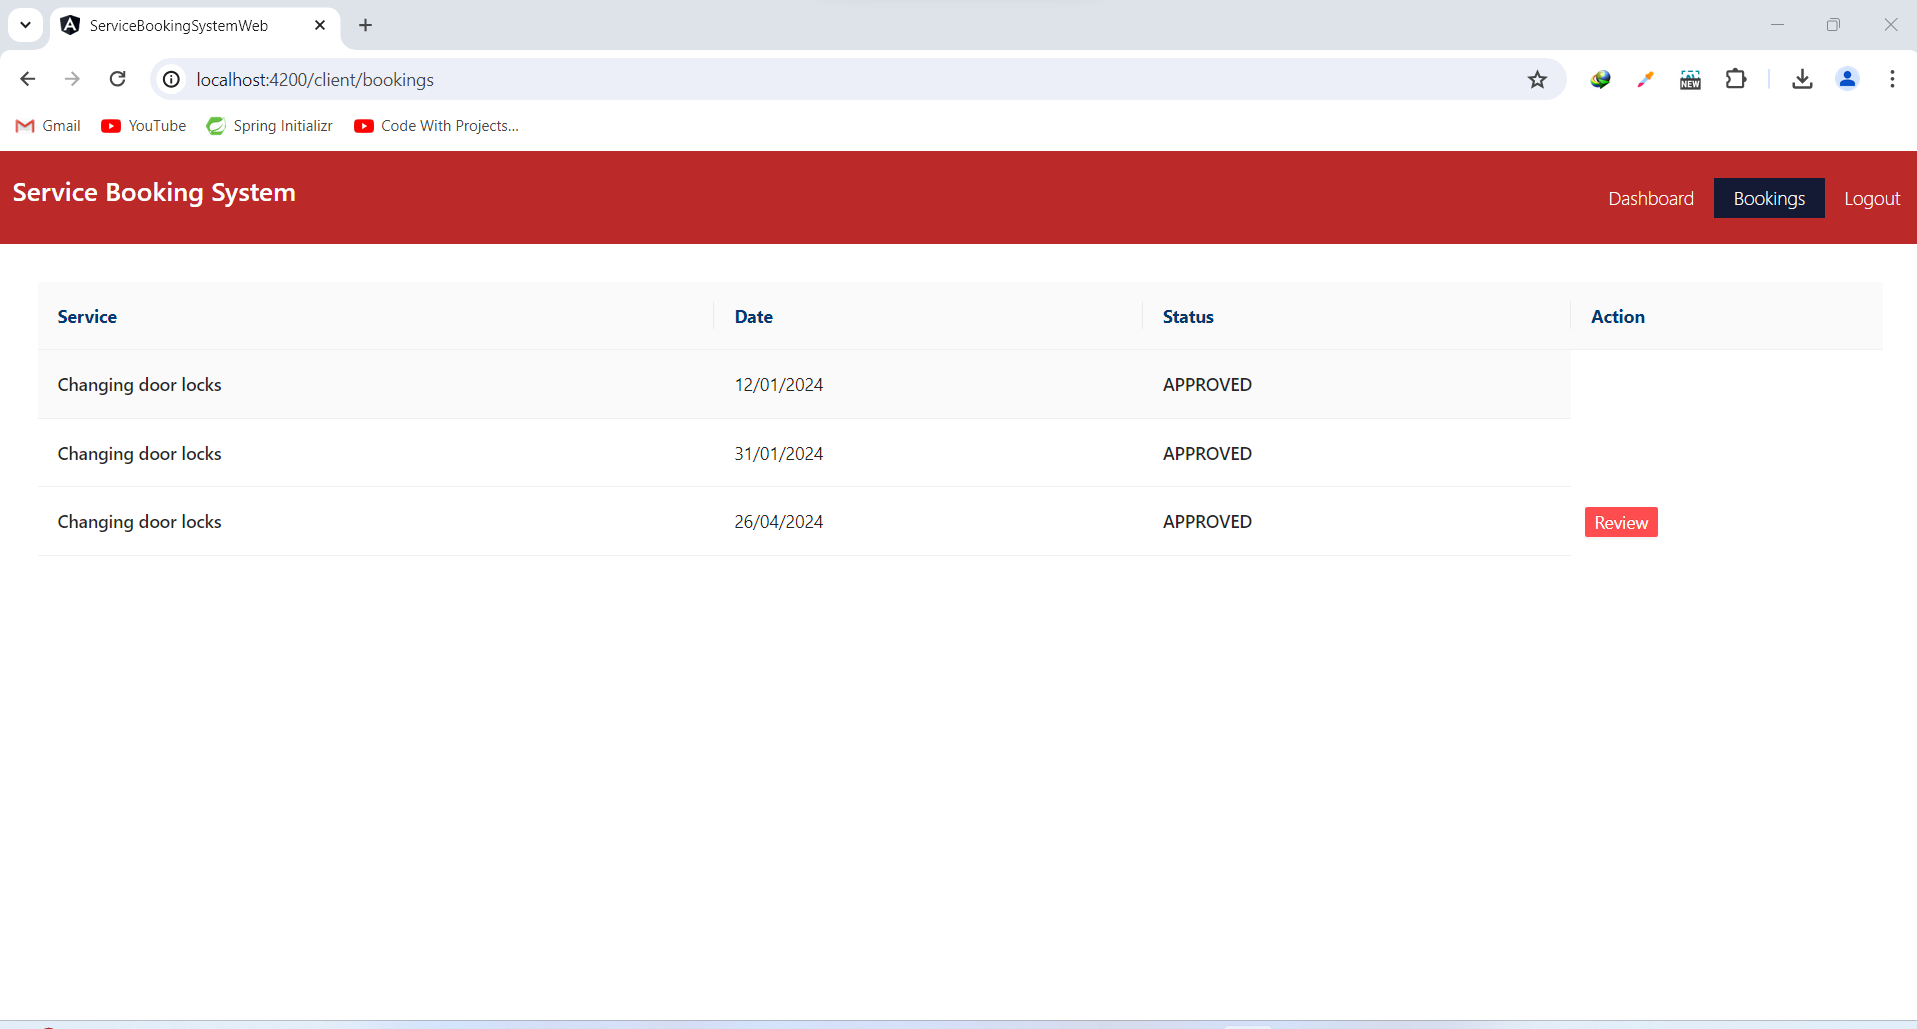 ServiceBookingSystemWeb
localhost:4200/client/bookings
NEW
Gmail YouTube Spring Initializr Code With Projects...
Service Booking System
Dashboard Bookings Logout
Service Date Status Action
Changing door locks 12/01/2024 APPROVED
Changing door locks 31/01/2024 APPROVED
Changing door locks 26/04/2024 APPROVED Review